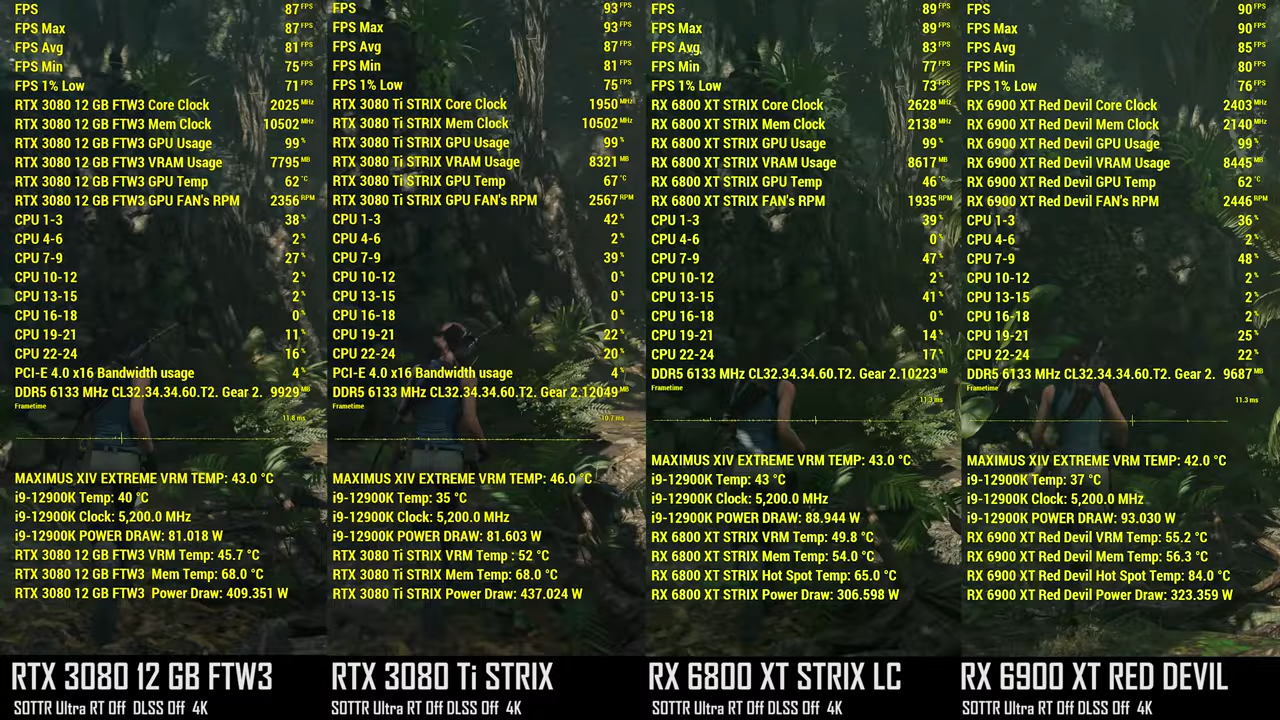 FPS 87 FPS
FPS Max 87 FPS
FPS Avg 81 FPS
FPS Min 75 FPS
FPS 1% Low 71 FPS
RTX 3080 12 GB FTW3 Core Clock 2025 MHz
RTX 3080 12 GB FTW3 Mem Clock 10502 MHz
RTX 3080 12 GB FTW3 GPU Usage 99 %
RTX 3080 12 GB FTW3 VRAM Usage 7795 MB
RTX 3080 12 GB FTW3 GPU Temp 62 °C
RTX 3080 12 GB FTW3 GPU FAN's RPM 2356 RPM
CPU 1-3 38 %
CPU 4-6 2 %
CPU 7-9 27 %
CPU 10-12 2 %
CPU 13-15 2 %
CPU 16-18 0 %
CPU 19-21 11 %
CPU 22-24 16 %
PCI-E 4.0 x16 Bandwidth usage 4 %
DDR5 6133 MHz CL32.34.34.60.T2. Gear 2. 9929 MB
Frametime
11.8 ms
MAXIMUS XIV EXTREME VRM TEMP: 43.0 °C
i9-12900K Temp: 40 °C
i9-12900K Clock: 5,200.0 MHz
i9-12900K POWER DRAW: 81.018 W
RTX 3080 12 GB FTW3 VRM Temp: 45.7 °C
RTX 3080 12 GB FTW3 Mem Temp: 68.0 °C
RTX 3080 12 GB FTW3 Power Draw: 409.351 W
RTX 3080 12 GB FTW3
SOTTR Ultra RT Off DLSS Off 4K
FPS 93 FPS
FPS Max 93 FPS
FPS Avg 87 FPS
FPS Min 81 FPS
FPS 1% Low 75 FPS
RTX 3080 Ti STRIX Core Clock 1950 MHz
RTX 3080 Ti STRIX Mem Clock 10502 MHz
RTX 3080 Ti STRIX GPU Usage 99 %
RTX 3080 Ti STRIX VRAM Usage 8321 MB
RTX 3080 Ti STRIX GPU Temp 67 °C
RTX 3080 Ti STRIX GPU FAN's RPM 2567 RPM
CPU 1-3 42 %
CPU 4-6 2 %
CPU 7-9 39 %
CPU 10-12 0 %
CPU 13-15 0 %
CPU 16-18 0 %
CPU 19-21 22 %
CPU 22-24 20 %
PCI-E 4.0 x16 Bandwidth usage 4 %
DDR5 6133 MHz CL32.34.34.60.T2. Gear 2.12049 MB
Frametime
10.7 ms
MAXIMUS XIV EXTREME VRM TEMP: 46.0 °C
i9-12900K Temp: 35 °C
i9-12900K Clock: 5,200.0 MHz
i9-12900K POWER DRAW: 81.603 W
RTX 3080 Ti STRIX VRM Temp : 52 °C
RTX 3080 Ti STRIX Mem Temp: 68.0 °C
RTX 3080 Ti STRIX Power Draw: 437.024 W
RTX 3080 Ti STRIX
SOTTR Ultra RT Off DLSS Off 4K
FPS 89 FPS
FPS Max 89 FPS
FPS Avg 83 FPS
FPS Min 77 FPS
FPS 1% Low 73 FPS
RX 6800 XT STRIX Core Clock 2628 MHz
RX 6800 XT STRIX Mem Clock 2138 MHz
RX 6800 XT STRIX GPU Usage 99 %
RX 6800 XT STRIX VRAM Usage 8617 MB
RX 6800 XT STRIX GPU Temp 46 °C
RX 6800 XT STRIX FAN's RPM 1935 RPM
CPU 1-3 39 %
CPU 4-6 0 %
CPU 7-9 47 %
CPU 10-12 2 %
CPU 13-15 41 %
CPU 16-18 0 %
CPU 19-21 14 %
CPU 22-24 17 %
DDR5 6133 MHz CL32.34.34.60.T2. Gear 2.10223 MB
Frametime
MAXIMUS XIV EXTREME VRM TEMP: 43.0 °C
i9-12900K Temp: 43 °C
i9-12900K Clock: 5,200.0 MHz
i9-12900K POWER DRAW: 88.944 W
RX 6800 XT STRIX VRM Temp: 49.8 °C
RX 6800 XT STRIX Mem Temp: 54.0 °C
RX 6800 XT STRIX Hot Spot Temp: 65.0 °C
RX 6800 XT STRIX Power Draw: 306.598 W
RX 6800 XT STRIX LC
SOTTR Ultra RT Off DLSS Off 4K
FPS 90 FPS
FPS Max 90 FPS
FPS Avg 85 FPS
FPS Min 80 FPS
FPS 1% Low 76 FPS
RX 6900 XT Red Devil Core Clock 2403 MHz
RX 6900 XT Red Devil Mem Clock 2140 MHz
RX 6900 XT Red Devil GPU Usage 99 %
RX 6900 XT Red Devil VRAM Usage 8445 MB
RX 6900 XT Red Devil GPU Temp 62 °C
RX 6900 XT Red Devil FAN's RPM 2446 RPM
CPU 1-3 36 %
CPU 4-6 2 %
CPU 7-9 48 %
CPU 10-12 2 %
CPU 13-15 2 %
CPU 16-18 2 %
CPU 19-21 25 %
CPU 22-24 22 %
DDR5 6133 MHz CL32.34.34.60.T2. Gear 2. 9687 MB
Frametime
11.3 ms
MAXIMUS XIV EXTREME VRM TEMP: 42.0 °C
i9-12900K Temp: 37 °C
i9-12900K Clock: 5,200.0 MHz
i9-12900K POWER DRAW: 93.030 W
RX 6900 XT Red Devil VRM Temp: 55.2 °C
RX 6900 XT Red Devil Mem Temp: 56.3 °C
RX 6900 XT Red Devil Hot Spot Temp: 84.0 °C
RX 6900 XT Red Devil Power Draw: 323.359 W
RX 6900 XT RED DEVIL
SOTTR Ultra RT Off DLSS Off 4K